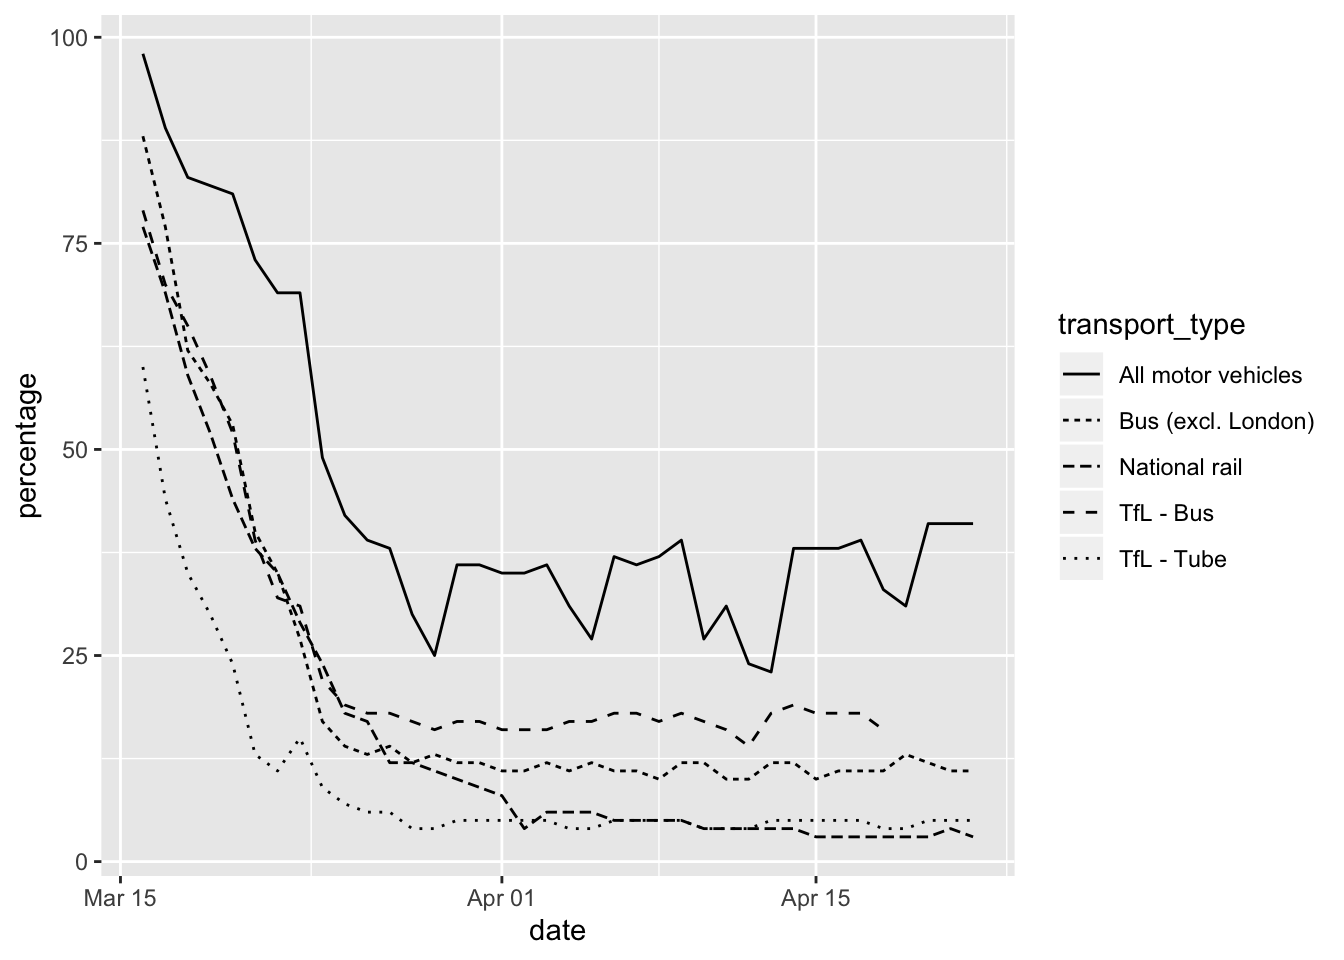 100
75
50
25
0
percentage
Mar 15
Apr 01
Apr 15
date
transport_type
All motor vehicles
Bus (excl. London)
National rail
TfL - Bus
TfL - Tube